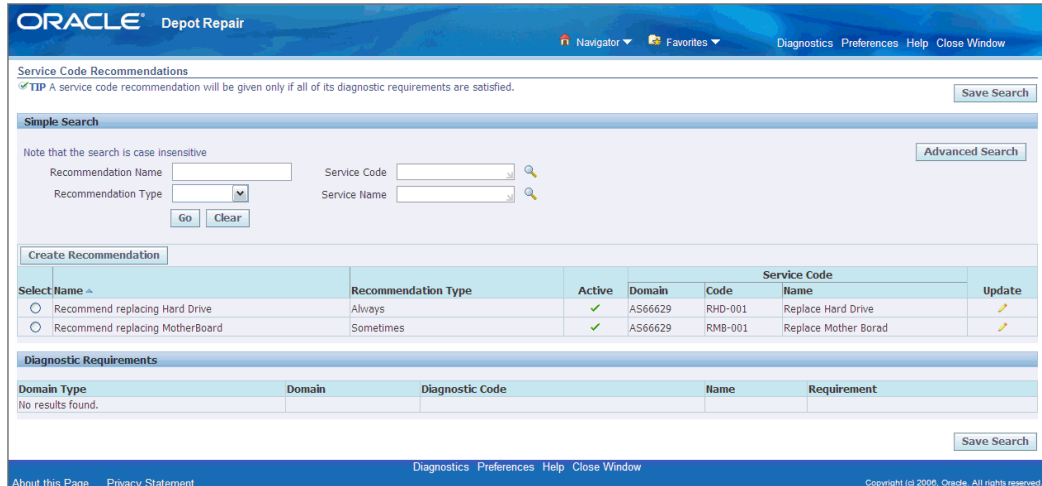 ORACLE® Depot Repair
Navigator Favorites Diagnostics Preferences Help Close Window
Service Code Recommendations
TIP A service code recommendation will be given only if all of its diagnostic requirements are satisfied.
Save Search
Simple Search
Note that the search is case insensitive
Advanced Search
Recommendation Name Service Code
Recommendation Type Service Name
Go Clear
Create Recommendation
Service Code
Select Name Recommendation Type Active Domain Code Name Update
Recommend replacing Hard Drive Always AS66629 RHD-001 Replace Hard Drive
Recommend replacing MotherBoard Sometimes AS66629 RMB-001 Replace Mother Borad
Diagnostic Requirements
Domain Type Domain Diagnostic Code Name Requirement
No results found.
Save Search
Diagnostics Preferences Help Close Window
About this Page Privacy Statement Copyright (c) 2006, Oracle. All rights reserved.